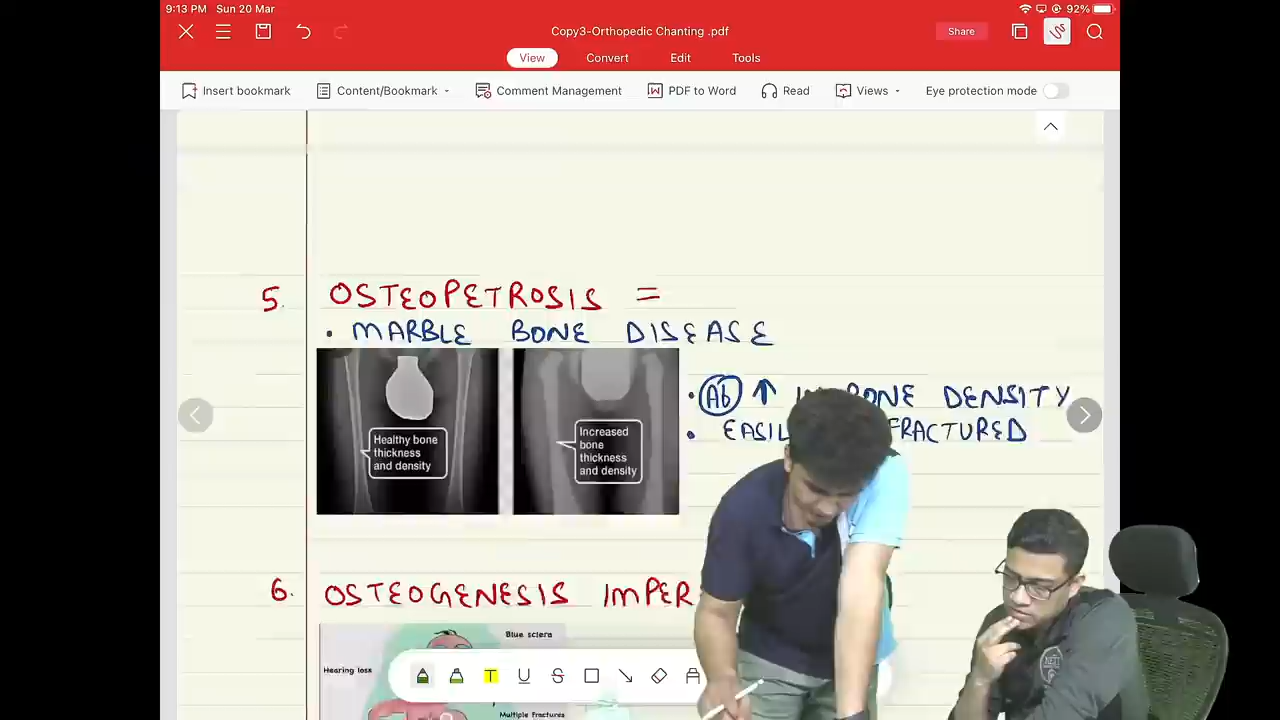 9:13 PM Sun 20 Mar
92%
Copy3-Orthopedic Chanting .pdf
Share
View
Convert
Edit
Tools
Insert bookmark
Content/Bookmark
Comment Management
PDF to Word
Read
Views
Eye protection mode
5. OSTEOPETROSIS =
• MARBLE BONE DISEASE
Healthy bone
thickness
and density
Increased
bone
thickness
and density
• Ab ↑ BONE DENSITY
• FRACTURED
6. OSTEOGENESIS IMPER
Blue sclera
Hearing loss
T U S
Multiple Fractures